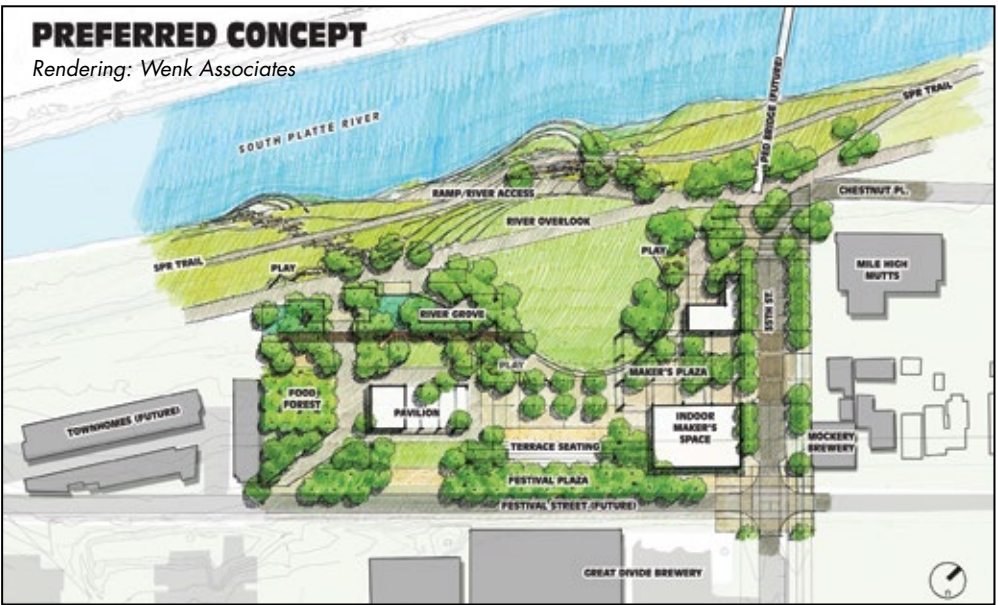 PREFERRED CONCEPT
Rendering: Wenk Associates
SOUTH PLATTE RIVER
PED BRIDGE (FUTURE)
SPR TRAIL
CHESTNUT PL.
RAMP/RIVER ACCESS
RIVER OVERLOOK
PLAY
SPR TRAIL
PLAY
MILE HIGH
MUTTS
35TH ST.
RIVER GROVE
PLAY
MAKER'S PLAZA
FOOD
FOREST
PAVILION
TOWNHOMES (FUTURE)
INDOOR
MAKER'S
SPACE
TERRACE SEATING
MOCKERY
BREWERY
FESTIVAL PLAZA
FESTIVAL STREET (FUTURE)
GREAT DIVIDE BREWERY